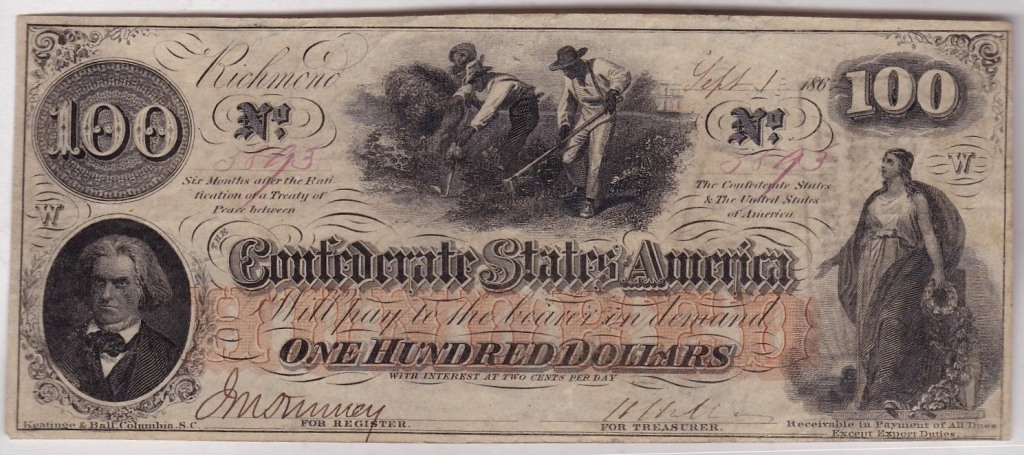 Richmond Sept 1 186
100 100
Nº Nº
W
Six Months after the Rati
fication of a Treaty of
Peace between
The Confederate States
& The United States
of America
W
THE
Confederate States America
Will pay to the bearer on demand
ONE HUNDRED DOLLARS
WITH INTEREST AT TWO CENTS PER DAY
FOR REGISTER.
FOR TREASURER.
Keatinge & Ball, Columbia, S.C.
Receivable in Payment of All Dues
Except Export Duties